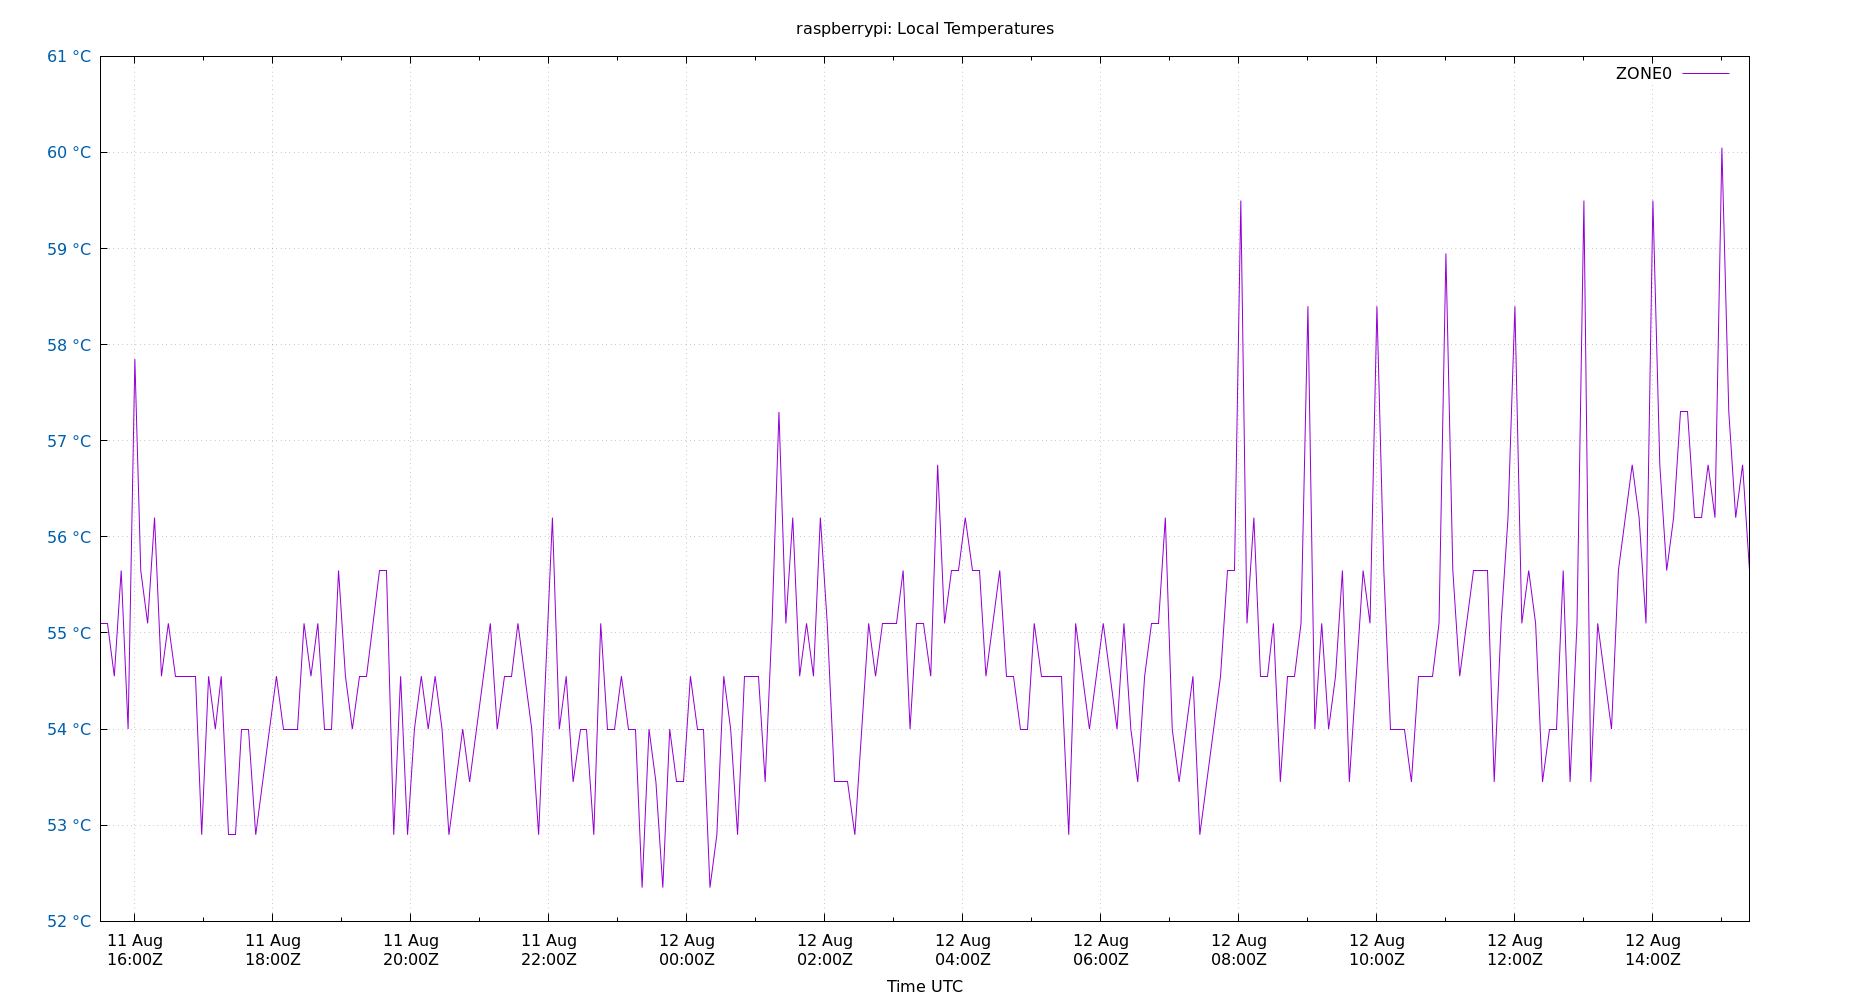 raspberrypi: Local Temperatures
61 °C
ZONE0
60 °C
59 °C
58 °C
57 °C
56 °C
55 °C
54 °C
53 °C
52 °C
11 Aug 11 Aug 11 Aug 11 Aug 12 Aug 12 Aug 12 Aug 12 Aug 12 Aug 12 Aug 12 Aug 12 Aug
16:00Z 18:00Z 20:00Z 22:00Z 00:00Z 02:00Z 04:00Z 06:00Z 08:00Z 10:00Z 12:00Z 14:00Z
Time UTC